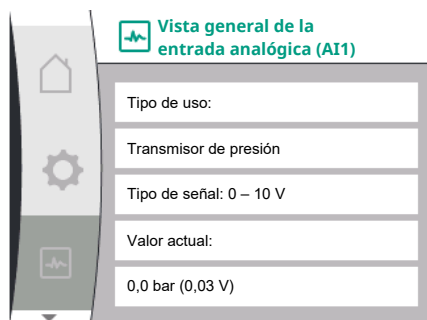 Vista general de la
entrada analógica (AI1)
Tipo de uso:
Transmisor de presión
Tipo de señal: 0 – 10 V
Valor actual:
0,0 bar (0,03 V)